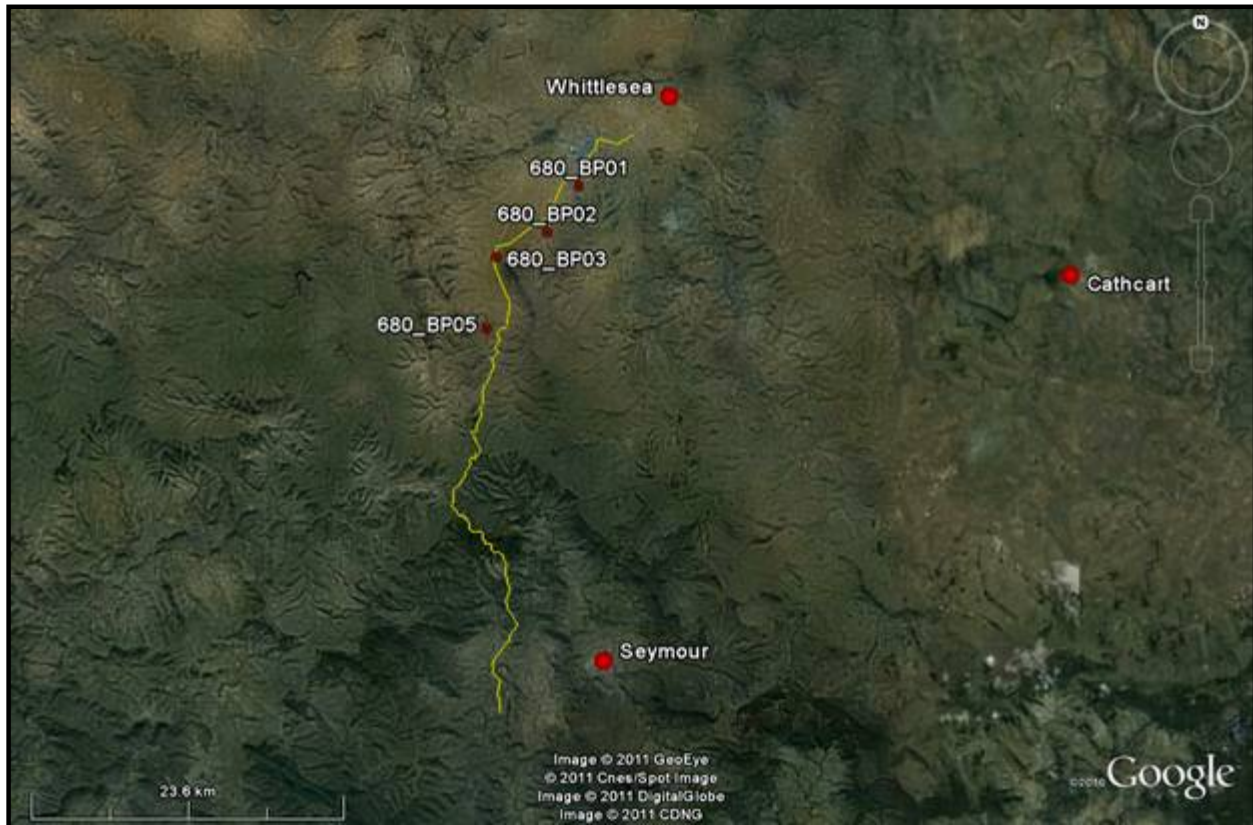 N
Whittlesea
680_BP01
680_BP02
680_BP03
Cathcart
680_BP05
Seymour
Image © 2011 GeoEye
© 2011 Cnes/Spot Image
Image © 2011 DigitalGlobe
Image © 2011 CDNG
23.6 km
©2010 Google